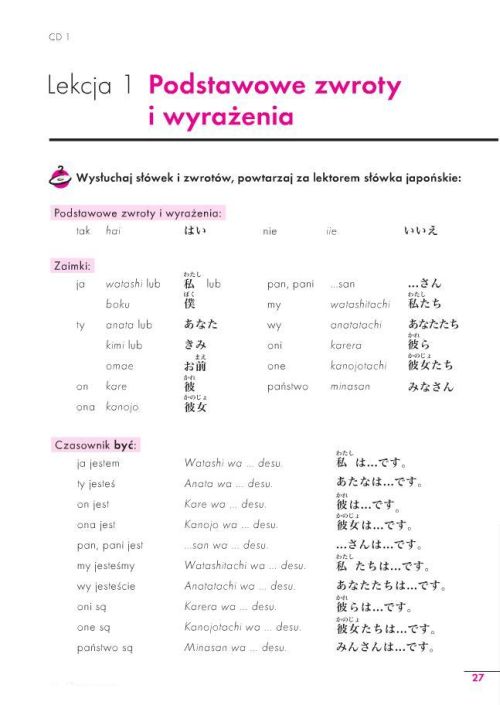 CD 1
Lekcja 1 Podstawowe zwroty
i wyrażenia
Wysłuchaj słówek i zwrotów, powtarzaj za lektorem słówka japońskie:
Podstawowe zwroty i wyrażenia:
tak hai はい nie iie いいえ
Zaimki:
わたし
ja watashi lub 私 lub pan, pani ...san …さん
ぼく わたし
boku 僕 my watashitachi 私たち
ty anata lub あなた wy anatatachi あなたたち
かれ
kimi lub きみ oni karera 彼ら
まえ かのじょ
omae お前 one kanojotachi 彼女たち
かれ
on kare 彼 państwo minasan みなさん
かのじょ
ona kanojo 彼女
Czasownik być:
わたし
ja jestem Watashi wa ... desu. 私 は…です。
ty jesteś Anata wa ... desu. あたなは…です。
かれ
on jest Kare wa ... desu. 彼は…です。
かのじょ
ona jest Kanojo wa ... desu. 彼女は…です。
pan, pani jest ...san wa ... desu. …さんは…です。
わたし
my jesteśmy Watashitachi wa ... desu. 私 たちは…です。
wy jesteście Anatatachi wa ... desu. あなたたちは…です。
かれ
oni są Karera wa ... desu. 彼らは…です。
かのじょ
one są Kanojotachi wa ... desu. 彼女たちは…です。
państwo są Minasan wa ... desu. みんさんは…です。
27